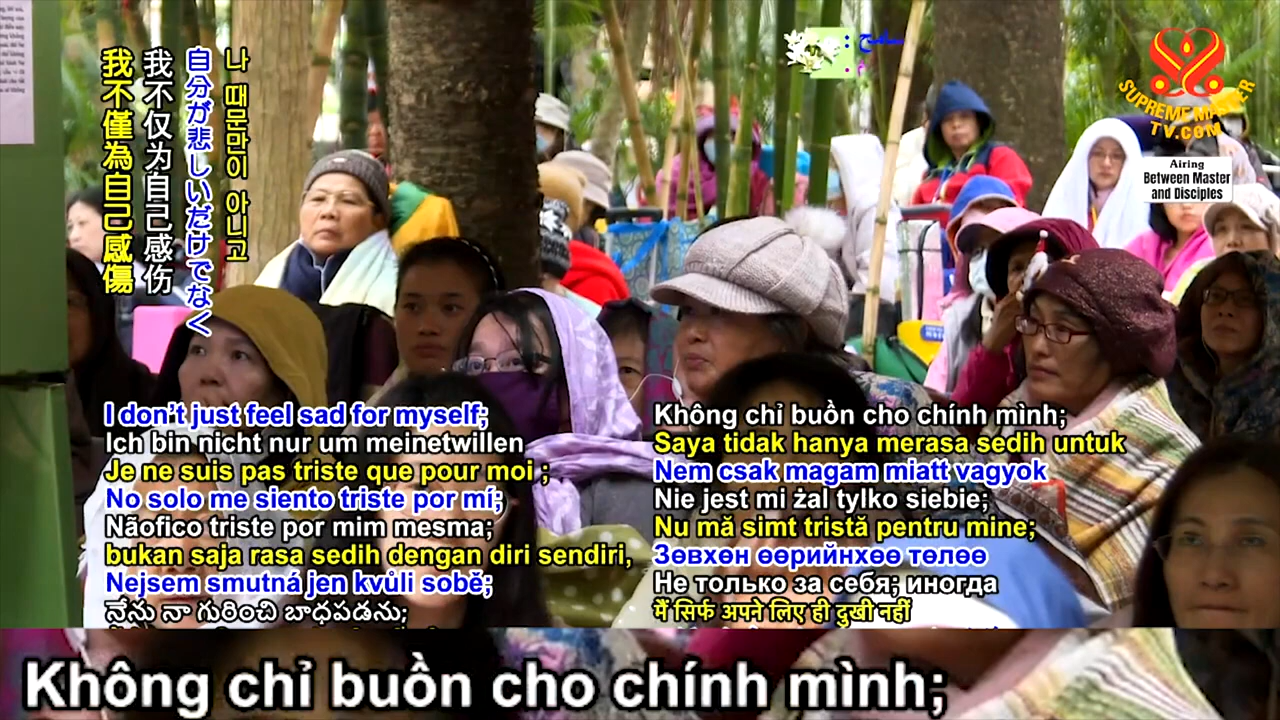 나 때문만이 아니고
自分が悲しいだけでなく
我不仅为自己感伤
我不僅為自己感傷
SUPREME MASTER
TV.COM
Airing
Between Master
and Disciples
I don't just feel sad for myself;
Ich bin nicht nur um meinetwillen
Je ne suis pas triste que pour moi ;
No solo me siento triste por mí;
Nãofico triste por mim mesma;
bukan saja rasa sedih dengan diri sendiri,
Nejsem smutná jen kvůli sobě;
నేను నా గురించి బాధపడను;
Không chỉ buồn cho chính mình;
Saya tidak hanya merasa sedih untuk
Nem csak magam miatt vagyok
Nie jest mi żal tylko siebie;
Nu mă simt tristă pentru mine;
Зөвхөн өөрийнхөө төлөө
Не только за себя; иногда
मैं सिर्फ अपने लिए ही दुखी नहीं
Không chỉ buồn cho chính mình;